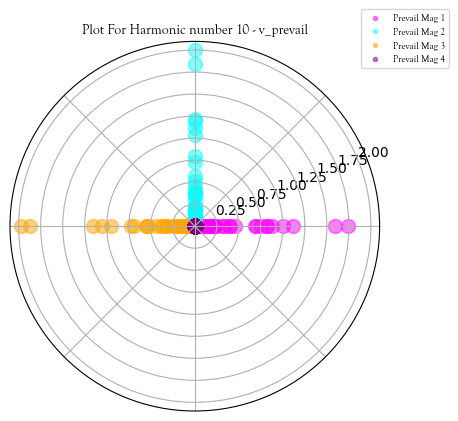 Plot For Harmonic number 10 - v_prevail
Prevail Mag 1
Prevail Mag 2
Prevail Mag 3
Prevail Mag 4
2.00
1.75
1.50
1.25
1.00
0.75
0.50
0.25